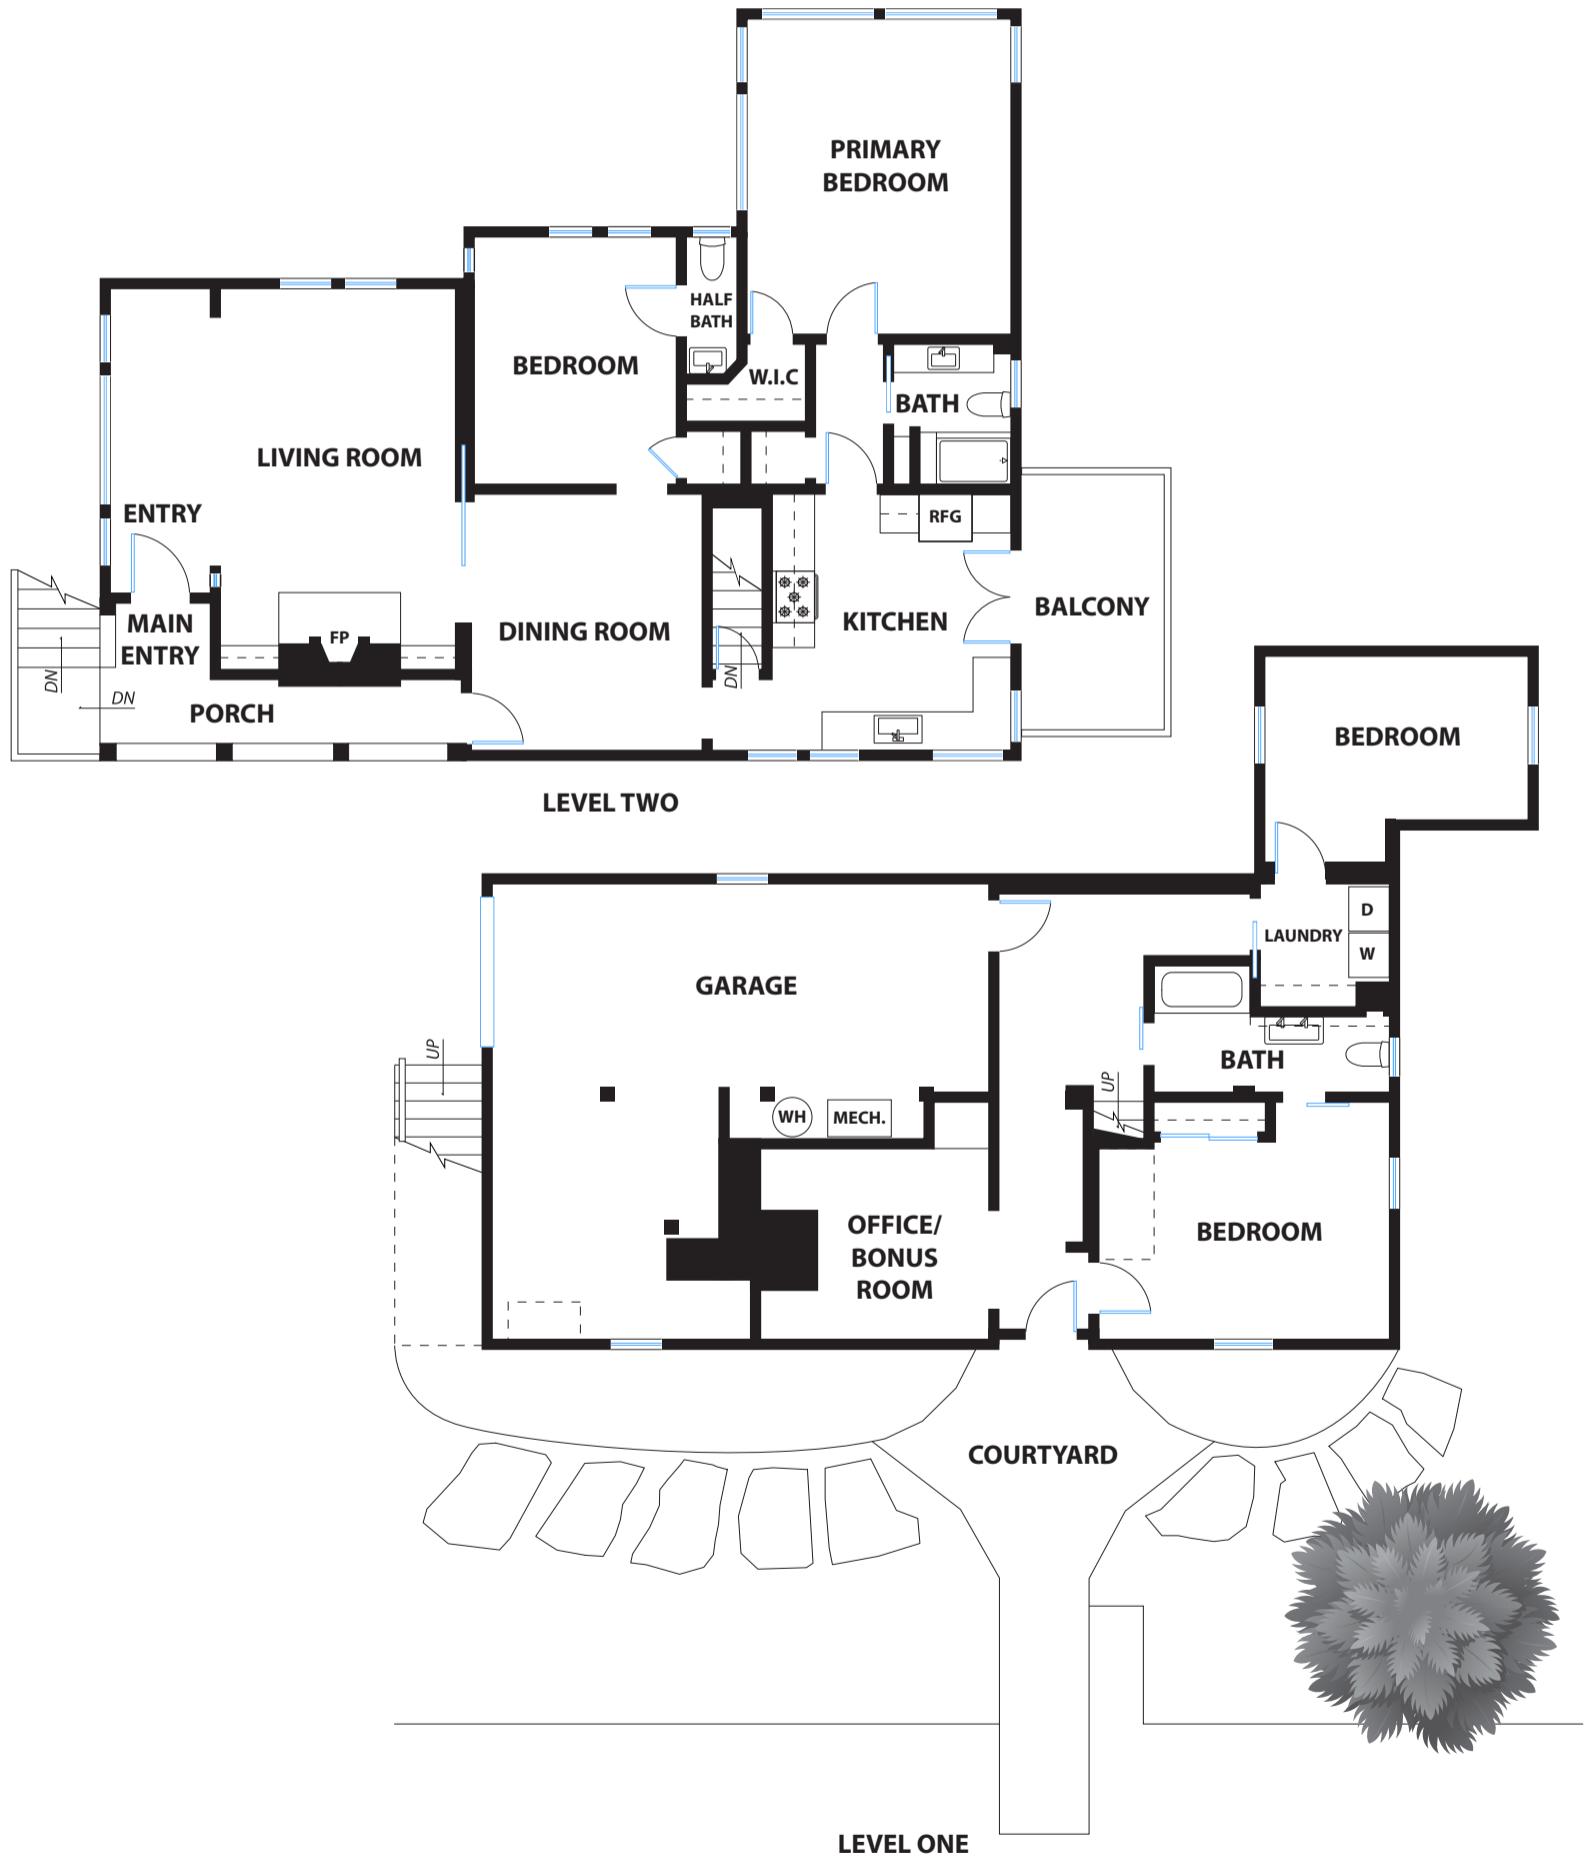 PRIMARY
BEDROOM
HALF
BATH
BEDROOM
W.I.C
BATH
LIVING ROOM
ENTRY
RFG
MAIN
ENTRY
FP
DINING ROOM
KITCHEN
BALCONY
DN
DN
DN
PORCH
BEDROOM
LEVEL TWO
D
LAUNDRY
W
GARAGE
UP
BATH
UP
WH
MECH.
OFFICE/
BONUS
ROOM
BEDROOM
COURTYARD
LEVEL ONE